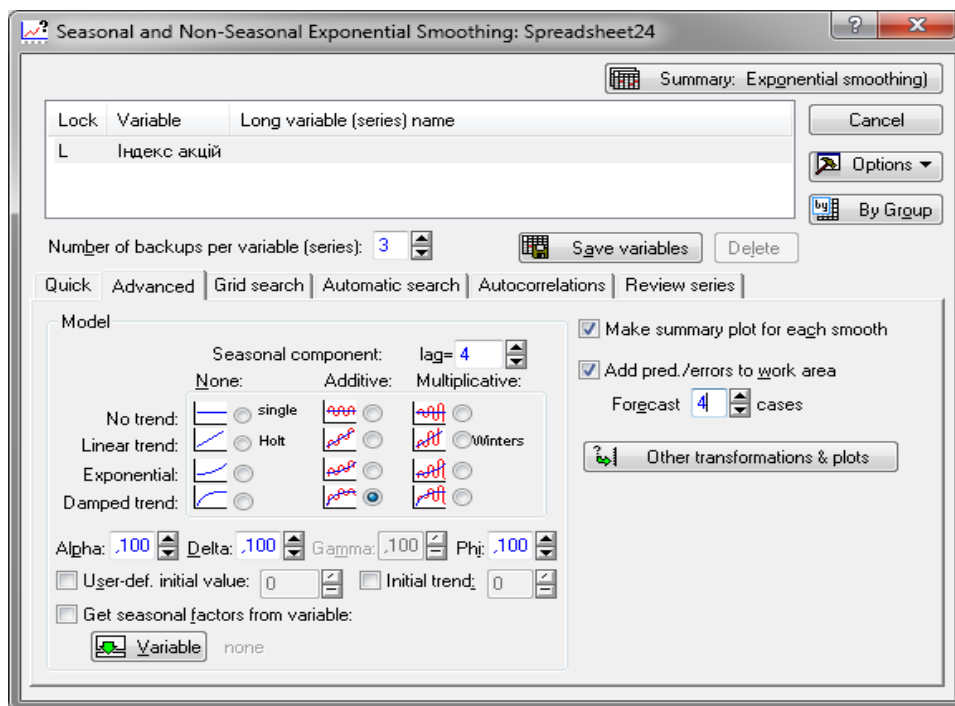 Seasonal and Non-Seasonal Exponential Smoothing: Spreadsheet24
Summary: Exponential smoothing)
Lock Variable Long variable (series) name
L Індекс акцій
Cancel
Options
By Group
Number of backups per variable (series): 3 Save variables Delete
Quick Advanced Grid search Automatic search Autocorrelations Review series
Model
Seasonal component: lag= 4
None: Additive: Multiplicative:
No trend: single
Linear trend: Holt Winters
Exponential:
Damped trend:
Alpha: ,100 Delta: ,100 Gamma: ,100 Phi: ,100
User-def. initial value: 0 Initial trend: 0
Get seasonal factors from variable:
Variable none
Make summary plot for each smooth
Add pred./errors to work area
Forecast 4 cases
Other transformations & plots